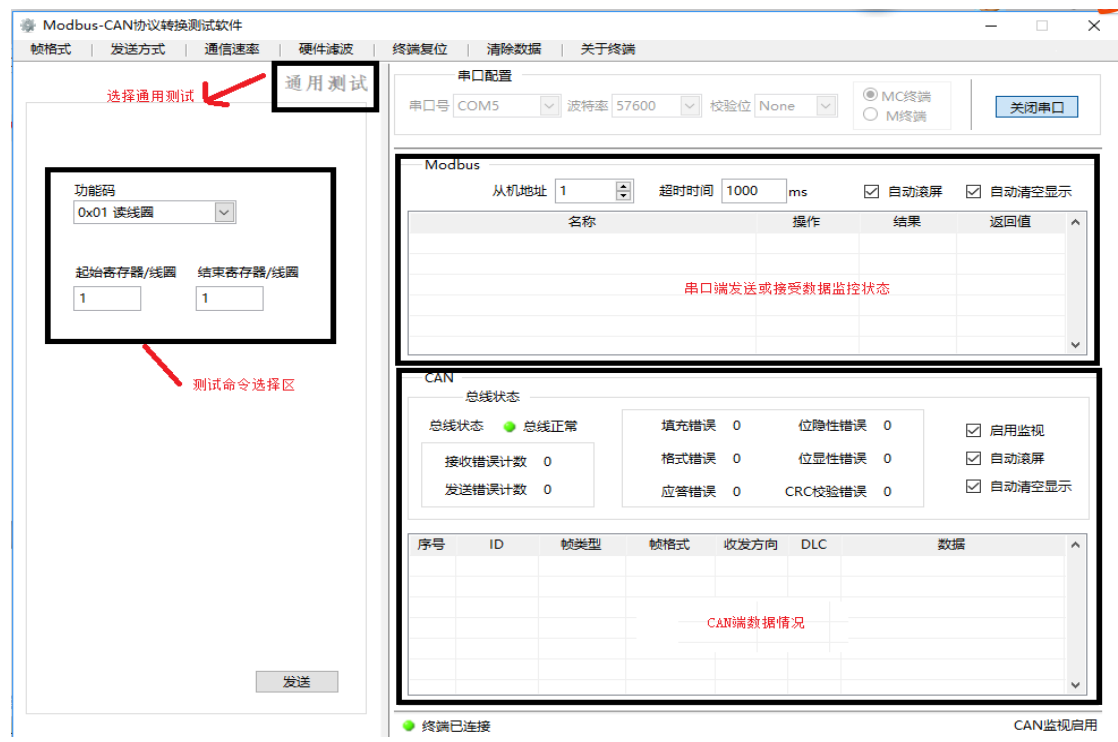 Modbus-CAN协议转换测试软件
帧格式 | 发送方式 | 通信速率 | 硬件滤波 | 终端复位 | 清除数据 | 关于终端
通用测试
选择通用测试
功能码
0x01 读线圈
起始寄存器/线圈 结束寄存器/线圈
1 1
测试命令选择区
发送
串口配置
串口号 COM5 波特率 57600 校验位 None
MC终端
M终端
关闭串口
Modbus
从机地址 1 超时时间 1000 ms 自动滚屏 自动清空显示
名称 操作 结果 返回值
串口端发送或接受数据监控状态
CAN
总线状态
总线状态 总线正常
接收错误计数 0
发送错误计数 0
填充错误 0 位隐性错误 0
格式错误 0 位显性错误 0
应答错误 0 CRC校验错误 0
启用监视
自动滚屏
自动清空显示
序号 ID 帧类型 帧格式 收发方向 DLC 数据
CAN端数据情况
终端已连接 CAN监视启用